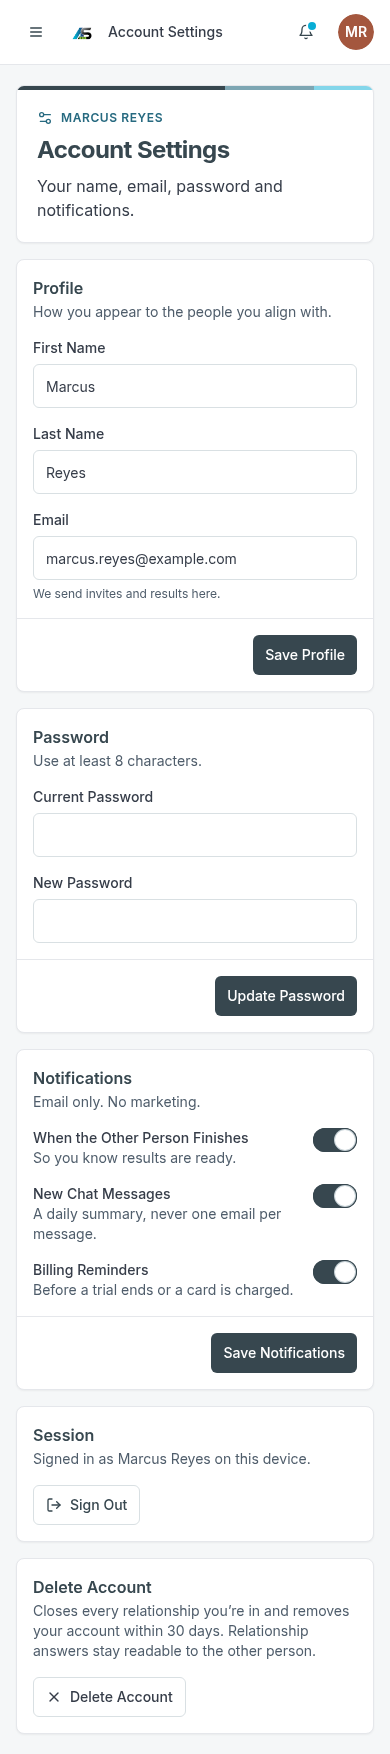 Account Settings
MR
MARCUS REYES
Account Settings
Your name, email, password and
notifications.
Profile
How you appear to the people you align with.
First Name
Marcus
Last Name
Reyes
Email
marcus.reyes@example.com
We send invites and results here.
Save Profile
Password
Use at least 8 characters.
Current Password
New Password
Update Password
Notifications
Email only. No marketing.
When the Other Person Finishes
So you know results are ready.
New Chat Messages
A daily summary, never one email per
message.
Billing Reminders
Before a trial ends or a card is charged.
Save Notifications
Session
Signed in as Marcus Reyes on this device.
Sign Out
Delete Account
Closes every relationship you’re in and removes
your account within 30 days. Relationship
answers stay readable to the other person.
Delete Account